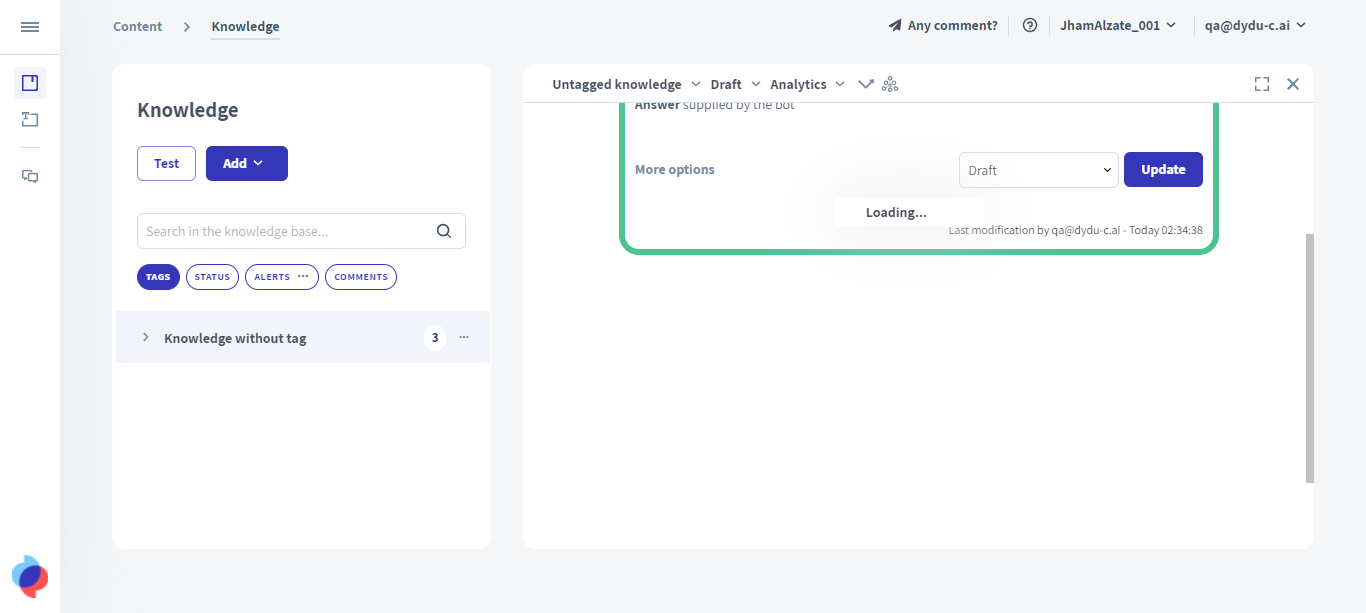 Content > Knowledge
Any comment?
JhamAlzate_001
qa@dydu-c.ai
Knowledge
Test
Add
Search in the knowledge base...
TAGS
STATUS
ALERTS ···
COMMENTS
Knowledge without tag
3 ···
Untagged knowledge
Draft
Analytics
Answer supplied by the bot
More options
Draft
Update
Loading...
Last modification by qa@dydu-c.ai - Today 02:34:38